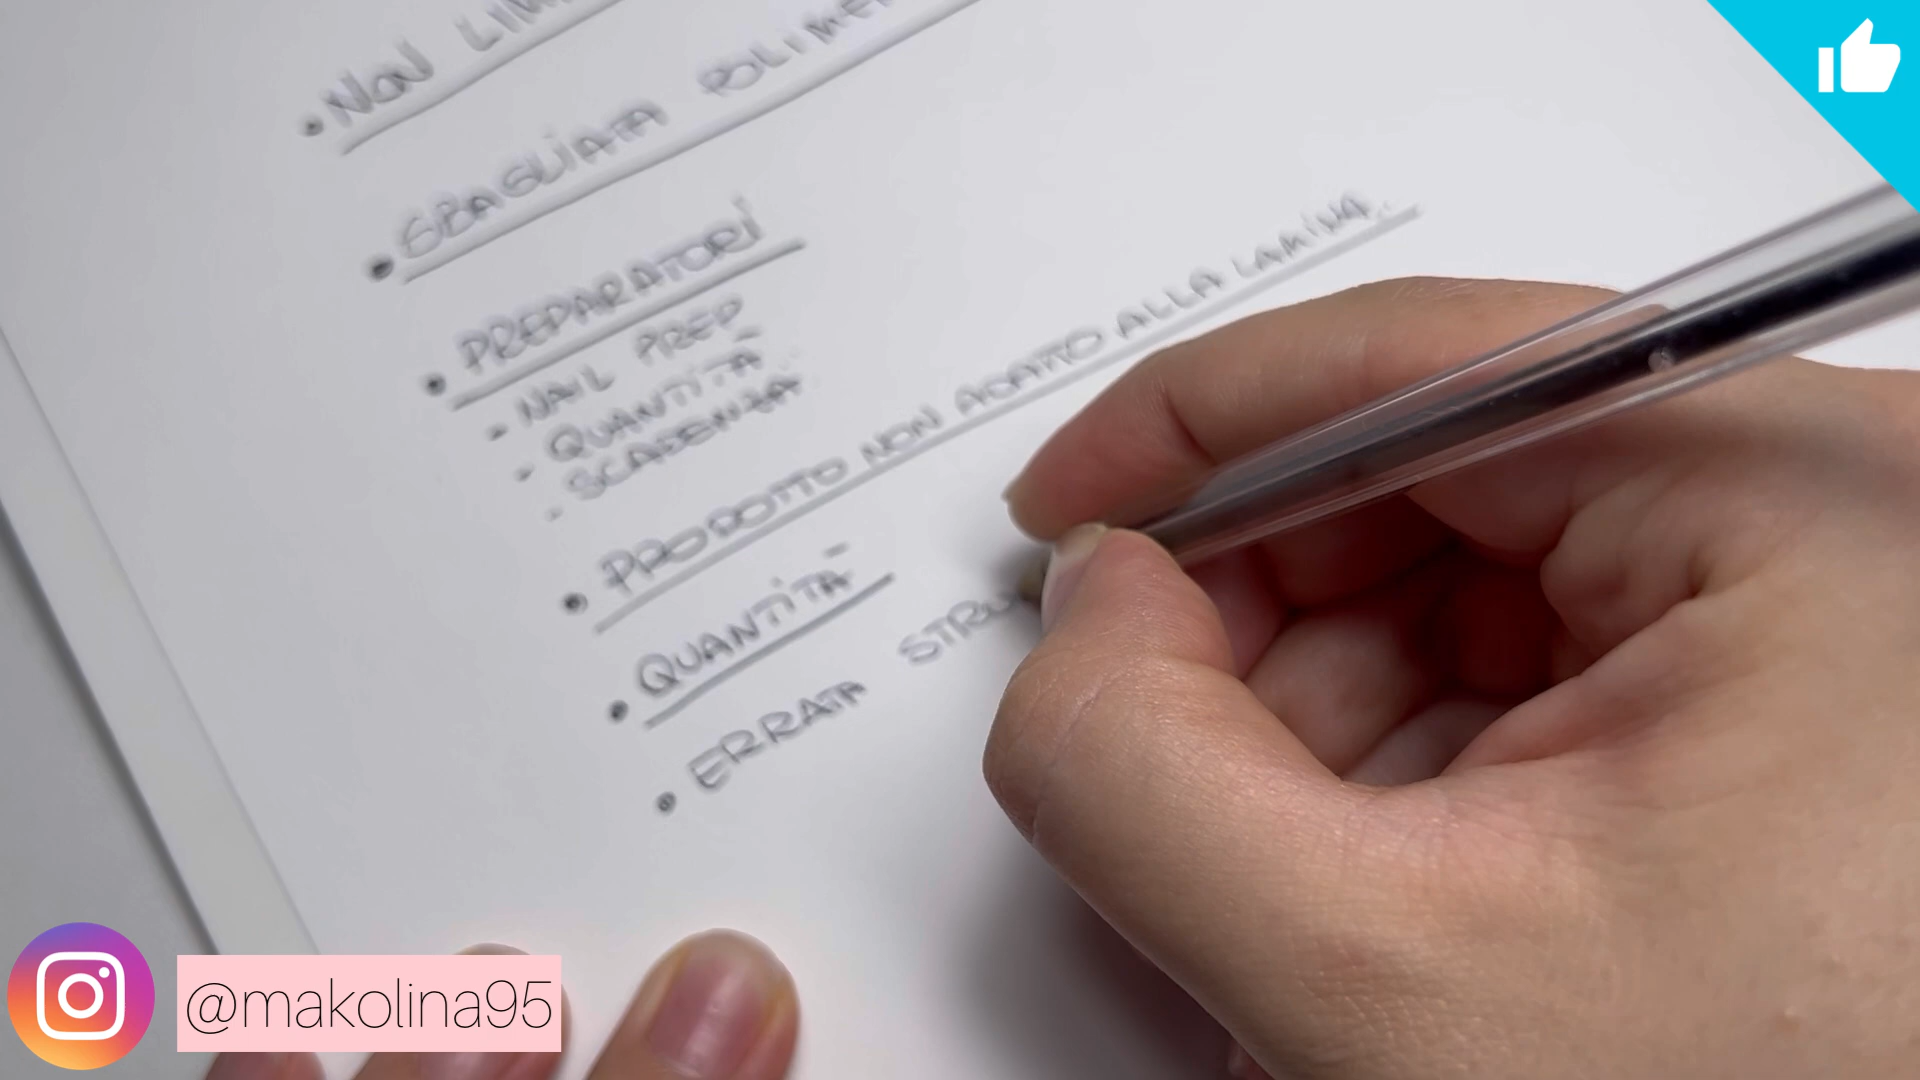 • NON
• SBAGLIATA
• PREPARATORI
- NAIL PREP
- QUANTITÀ
- SCADENZA
• PRODOTTO NON ADATTO ALLA LAMINA
• QUANTITÀ
• ERRATA STRU
@makolina95